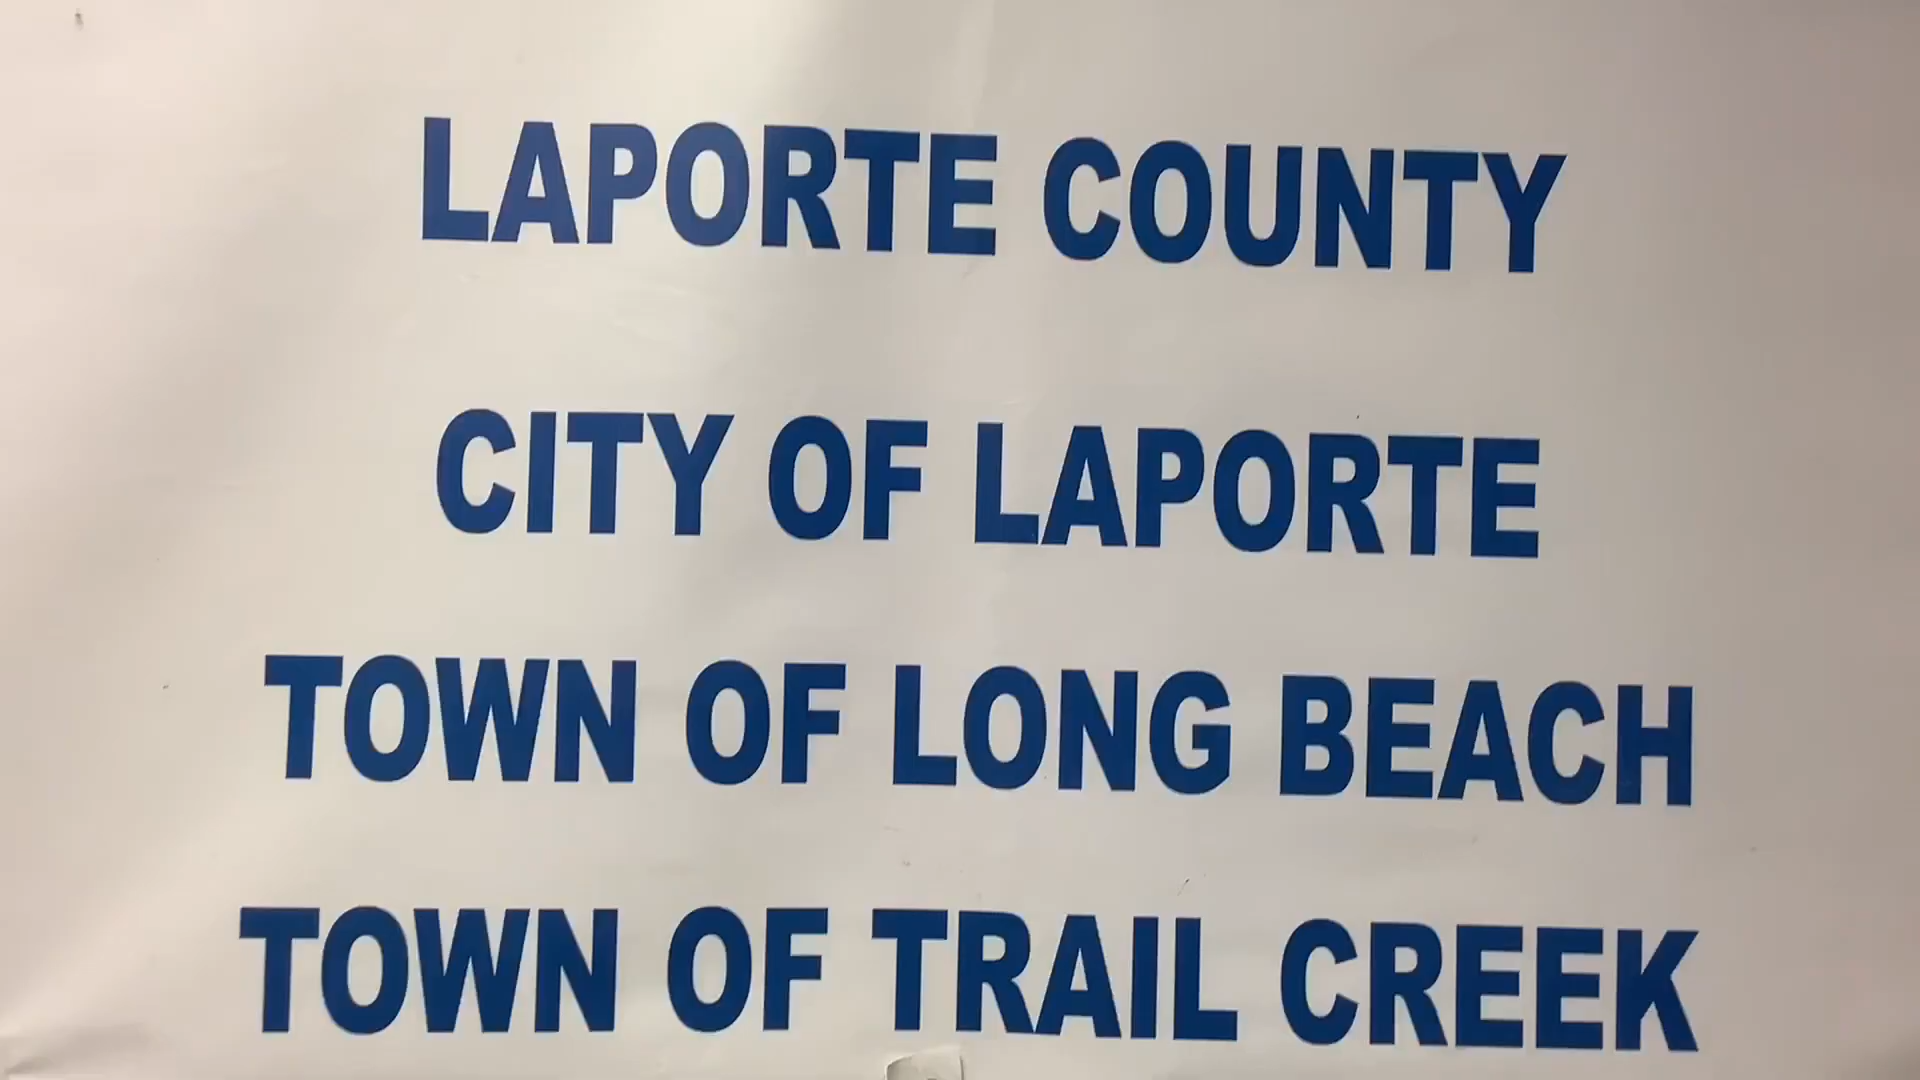 LAPORTE COUNTY
CITY OF LAPORTE
TOWN OF LONG BEACH
TOWN OF TRAIL CREEK